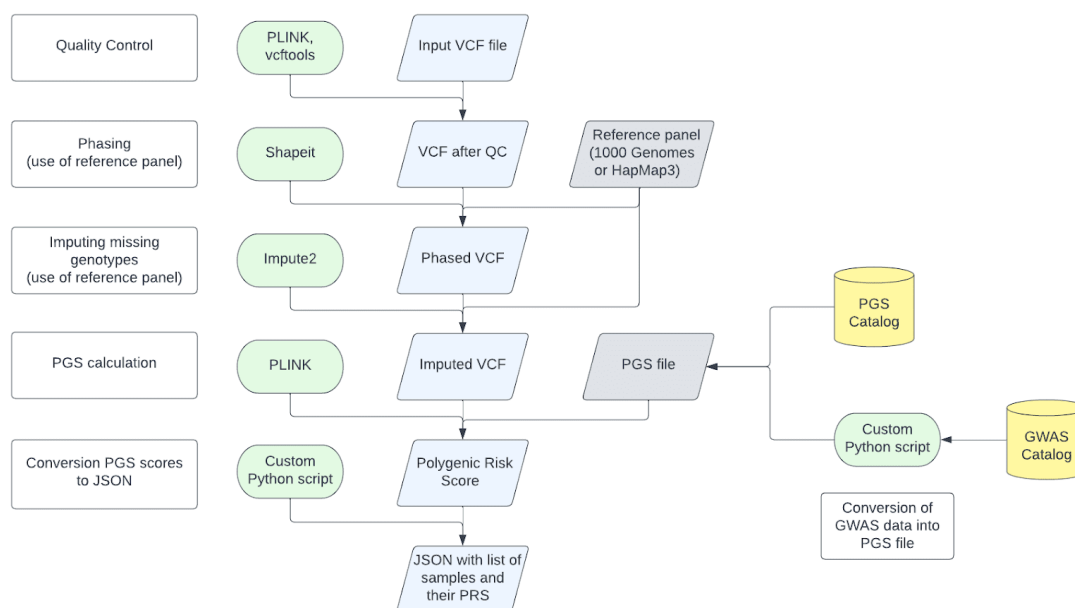 Quality Control
PLINK,
vcftools
Input VCF file
Phasing
(use of reference panel)
Shapeit
VCF after QC
Reference panel
(1000 Genomes
or HapMap3)
Imputing missing
genotypes
(use of reference panel)
Impute2
Phased VCF
PGS
Catalog
PGS calculation
PLINK
Imputed VCF
PGS file
Custom
Python script
GWAS
Catalog
Conversion PGS scores
to JSON
Custom
Python script
Polygenic Risk
Score
Conversion of
GWAS data into
PGS file
JSON with list of
samples and
their PRS